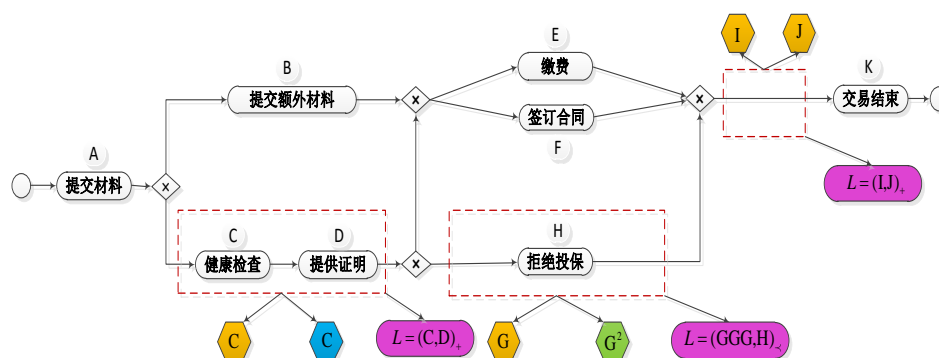 I
J
E
缴费
K
交易结束
B
提交额外材料
×
×
签订合同
F
A
提交材料
×
L=(I,J)₊
C
健康检查
D
提供证明
×
H
拒绝投保
C
C
L=(C,D)₊
G
G²
L=(GGG,H)≺